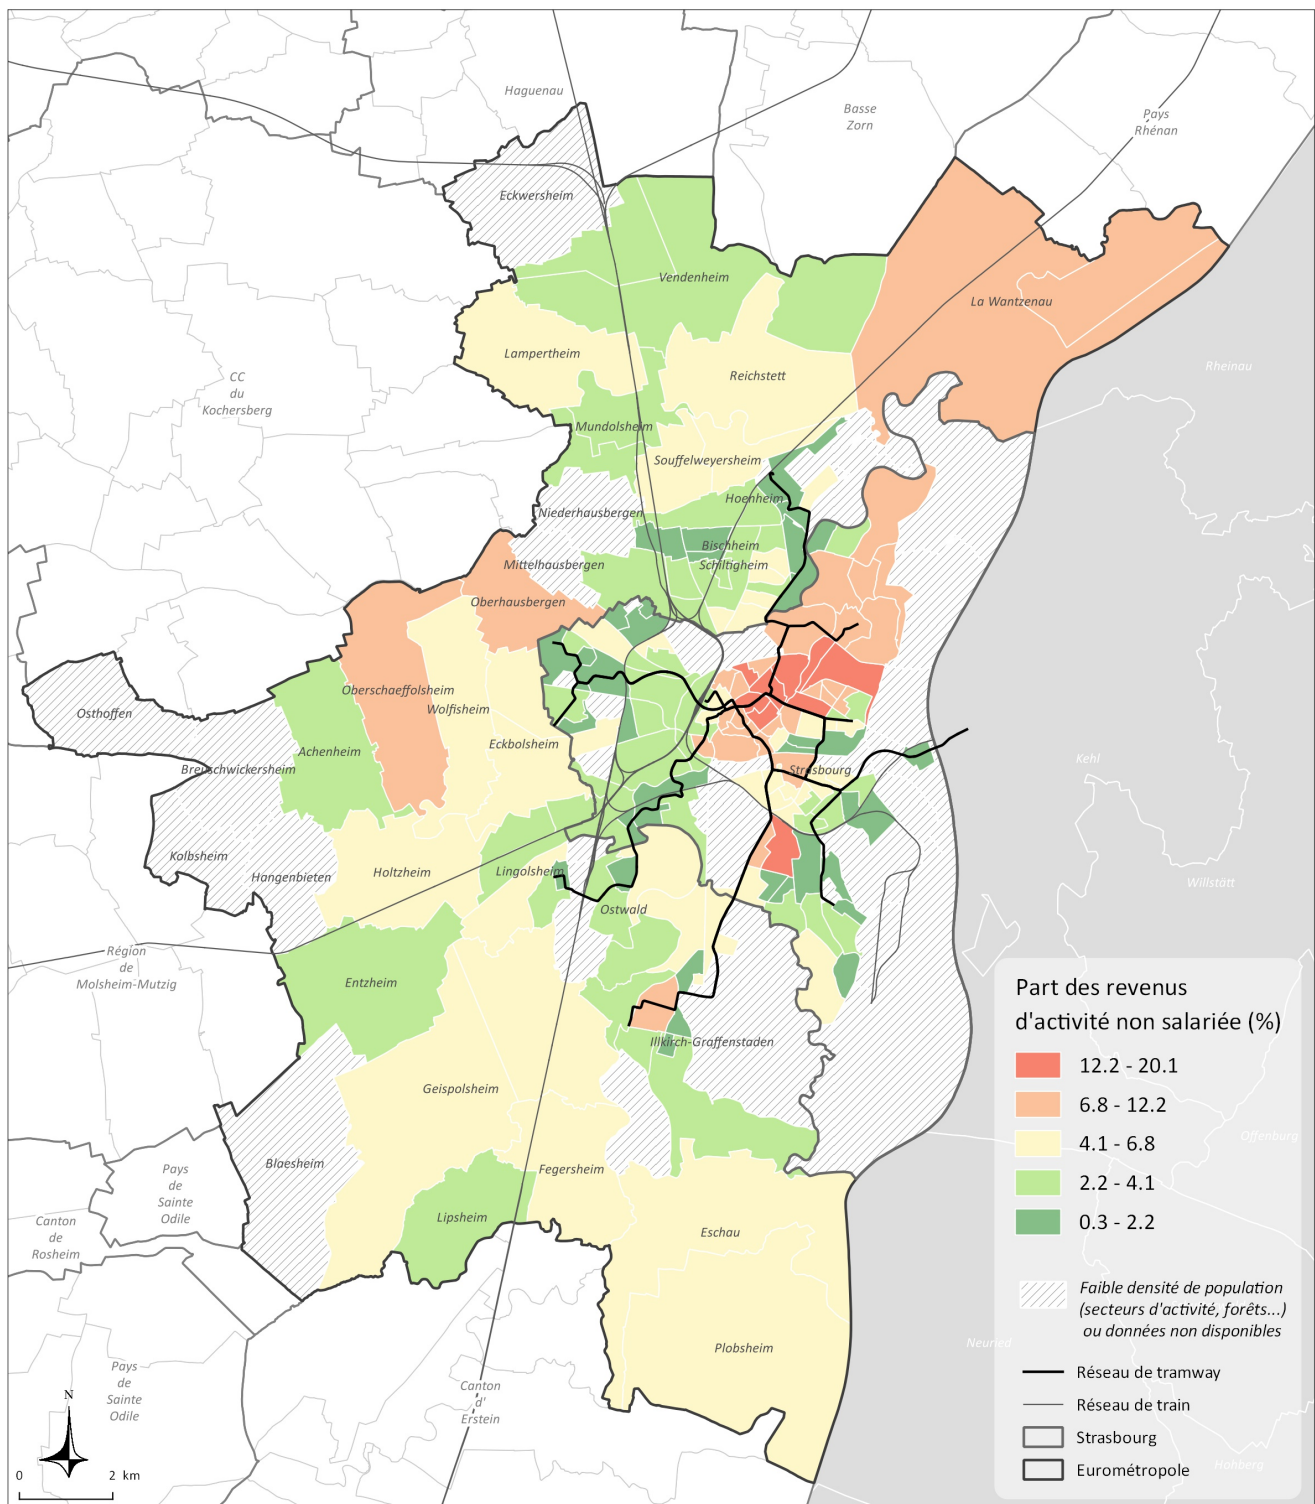 Haguenau
Basse
Zorn
Pays
Rhénan
Eckwersheim
Vendenheim
La Wantzenau
Lampertheim
Reichstett
Rheinau
CC
du
Kochersberg
Mundolsheim
Souffelweyersheim
Hoenheim
Niederhausbergen
Bischheim
Mittelhausbergen
Schiltigheim
Oberhausbergen
Oberschaeffolsheim
Wolfisheim
Osthoffen
Eckbolsheim
Achenheim
Breuschwickersheim
Strasbourg
Kehl
Kolbsheim
Hangenbieten
Holtzheim
Lingolsheim
Willstätt
Ostwald
Région
de
Molsheim-Mutzig
Entzheim
Illkirch-Graffenstaden
Geispolsheim
Blaesheim
Fegersheim
Pays
de
Sainte
Odile
Canton
de
Rosheim
Lipsheim
Eschau
Plobsheim
Pays
de
Sainte
Odile
Canton
d'
Erstein
Offenburg
Neuried
Hohberg
Part des revenus
d'activité non salariée (%)
12.2 - 20.1
6.8 - 12.2
4.1 - 6.8
2.2 - 4.1
0.3 - 2.2
Faible densité de population
(secteurs d'activité, forêts...)
ou données non disponibles
Réseau de tramway
Réseau de train
Strasbourg
Eurométropole
N
0 2 km